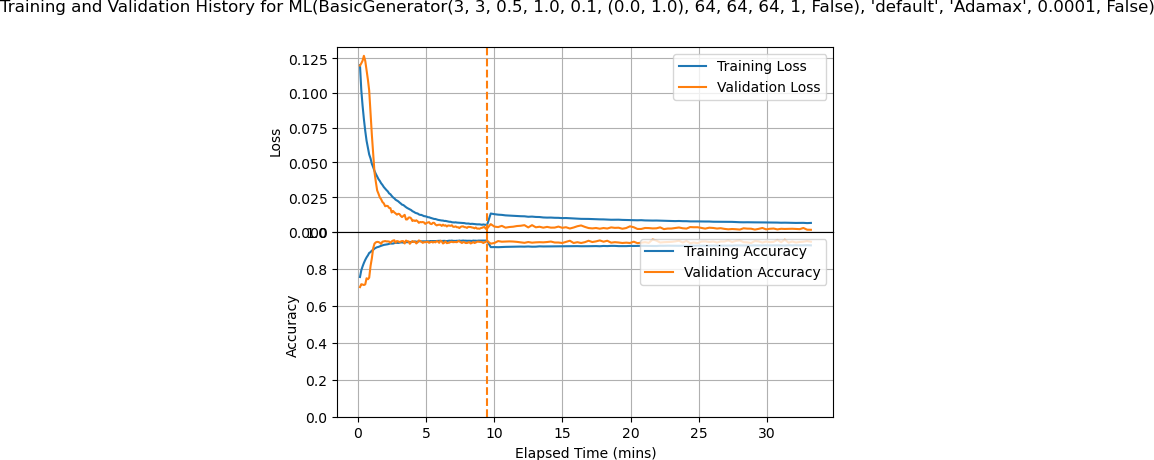 Training and Validation History for ML(BasicGenerator(3, 3, 0.5, 1.0, 0.1, (0.0, 1.0), 64, 64, 64, 1, False), 'default', 'Adamax', 0.0001, False)
0.125
0.100
0.075
0.050
0.025
0.000
Loss
Training Loss
Validation Loss
1.0
0.8
0.6
0.4
0.2
0.0
Accuracy
Training Accuracy
Validation Accuracy
0 5 10 15 20 25 30
Elapsed Time (mins)